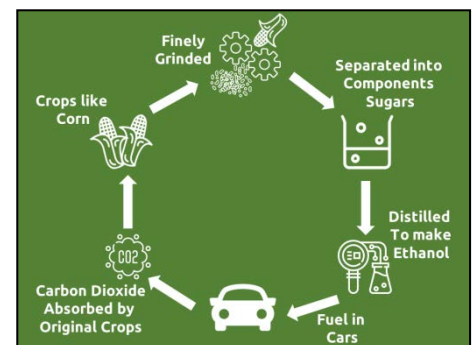 Finely
Grinded
Separated into
Components
Sugars
Distilled
To make
Ethanol
Fuel in
Cars
CO2
Carbon Dioxide
Absorbed by
Original Crops
Crops like
Corn